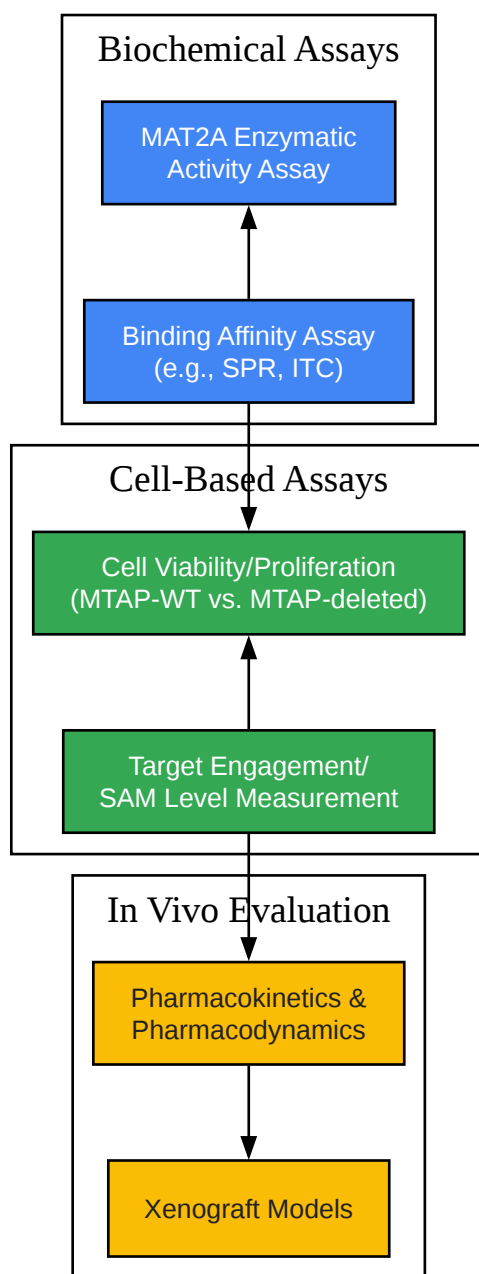 Biochemical Assays
MAT2A Enzymatic
Activity Assay
Binding Affinity Assay
(e.g., SPR, ITC)
Cell-Based Assays
Cell Viability/Proliferation
(MTAP-WT vs. MTAP-deleted)
Target Engagement/
SAM Level Measurement
In Vivo Evaluation
Pharmacokinetics &
Pharmacodynamics
Xenograft Models